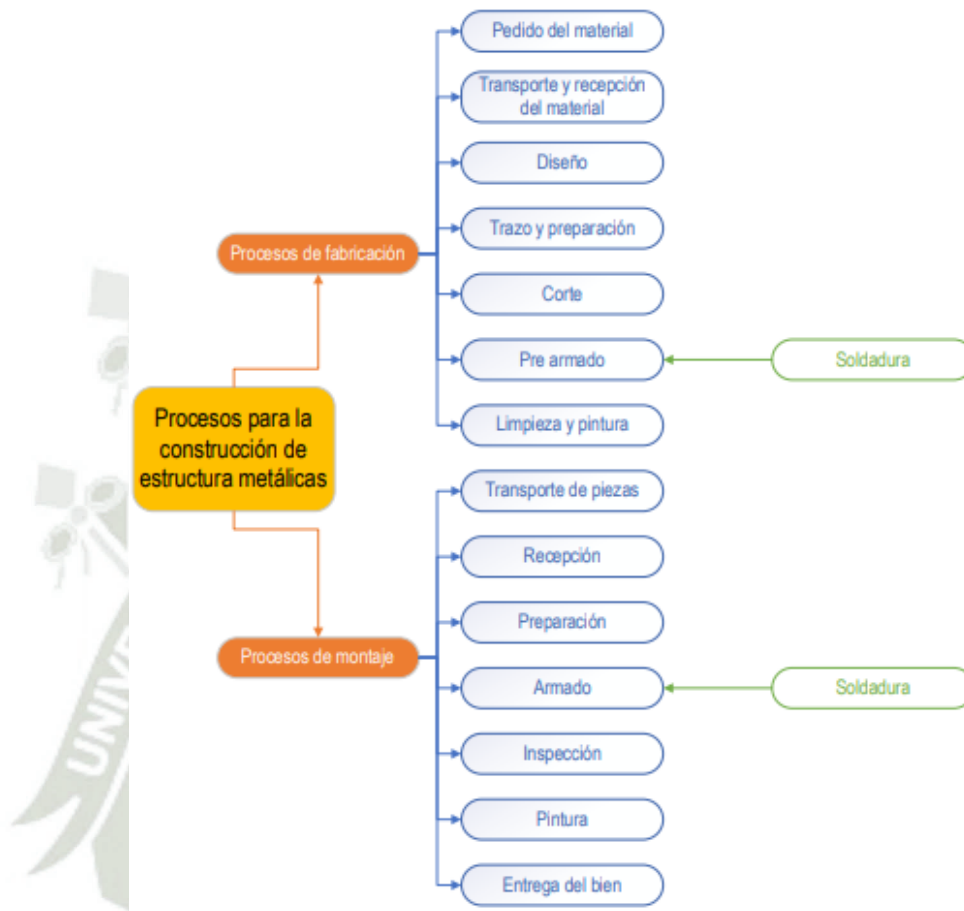 Pedido del material
Transporte y recepción
del material
Diseño
Trazo y preparación
Procesos de fabricación
Corte
Pre armado
Soldadura
Limpieza y pintura
Procesos para la
construcción de
estructura metálicas
Transporte de piezas
Recepción
Preparación
Procesos de montaje
Armado
Soldadura
Inspección
Pintura
Entrega del bien